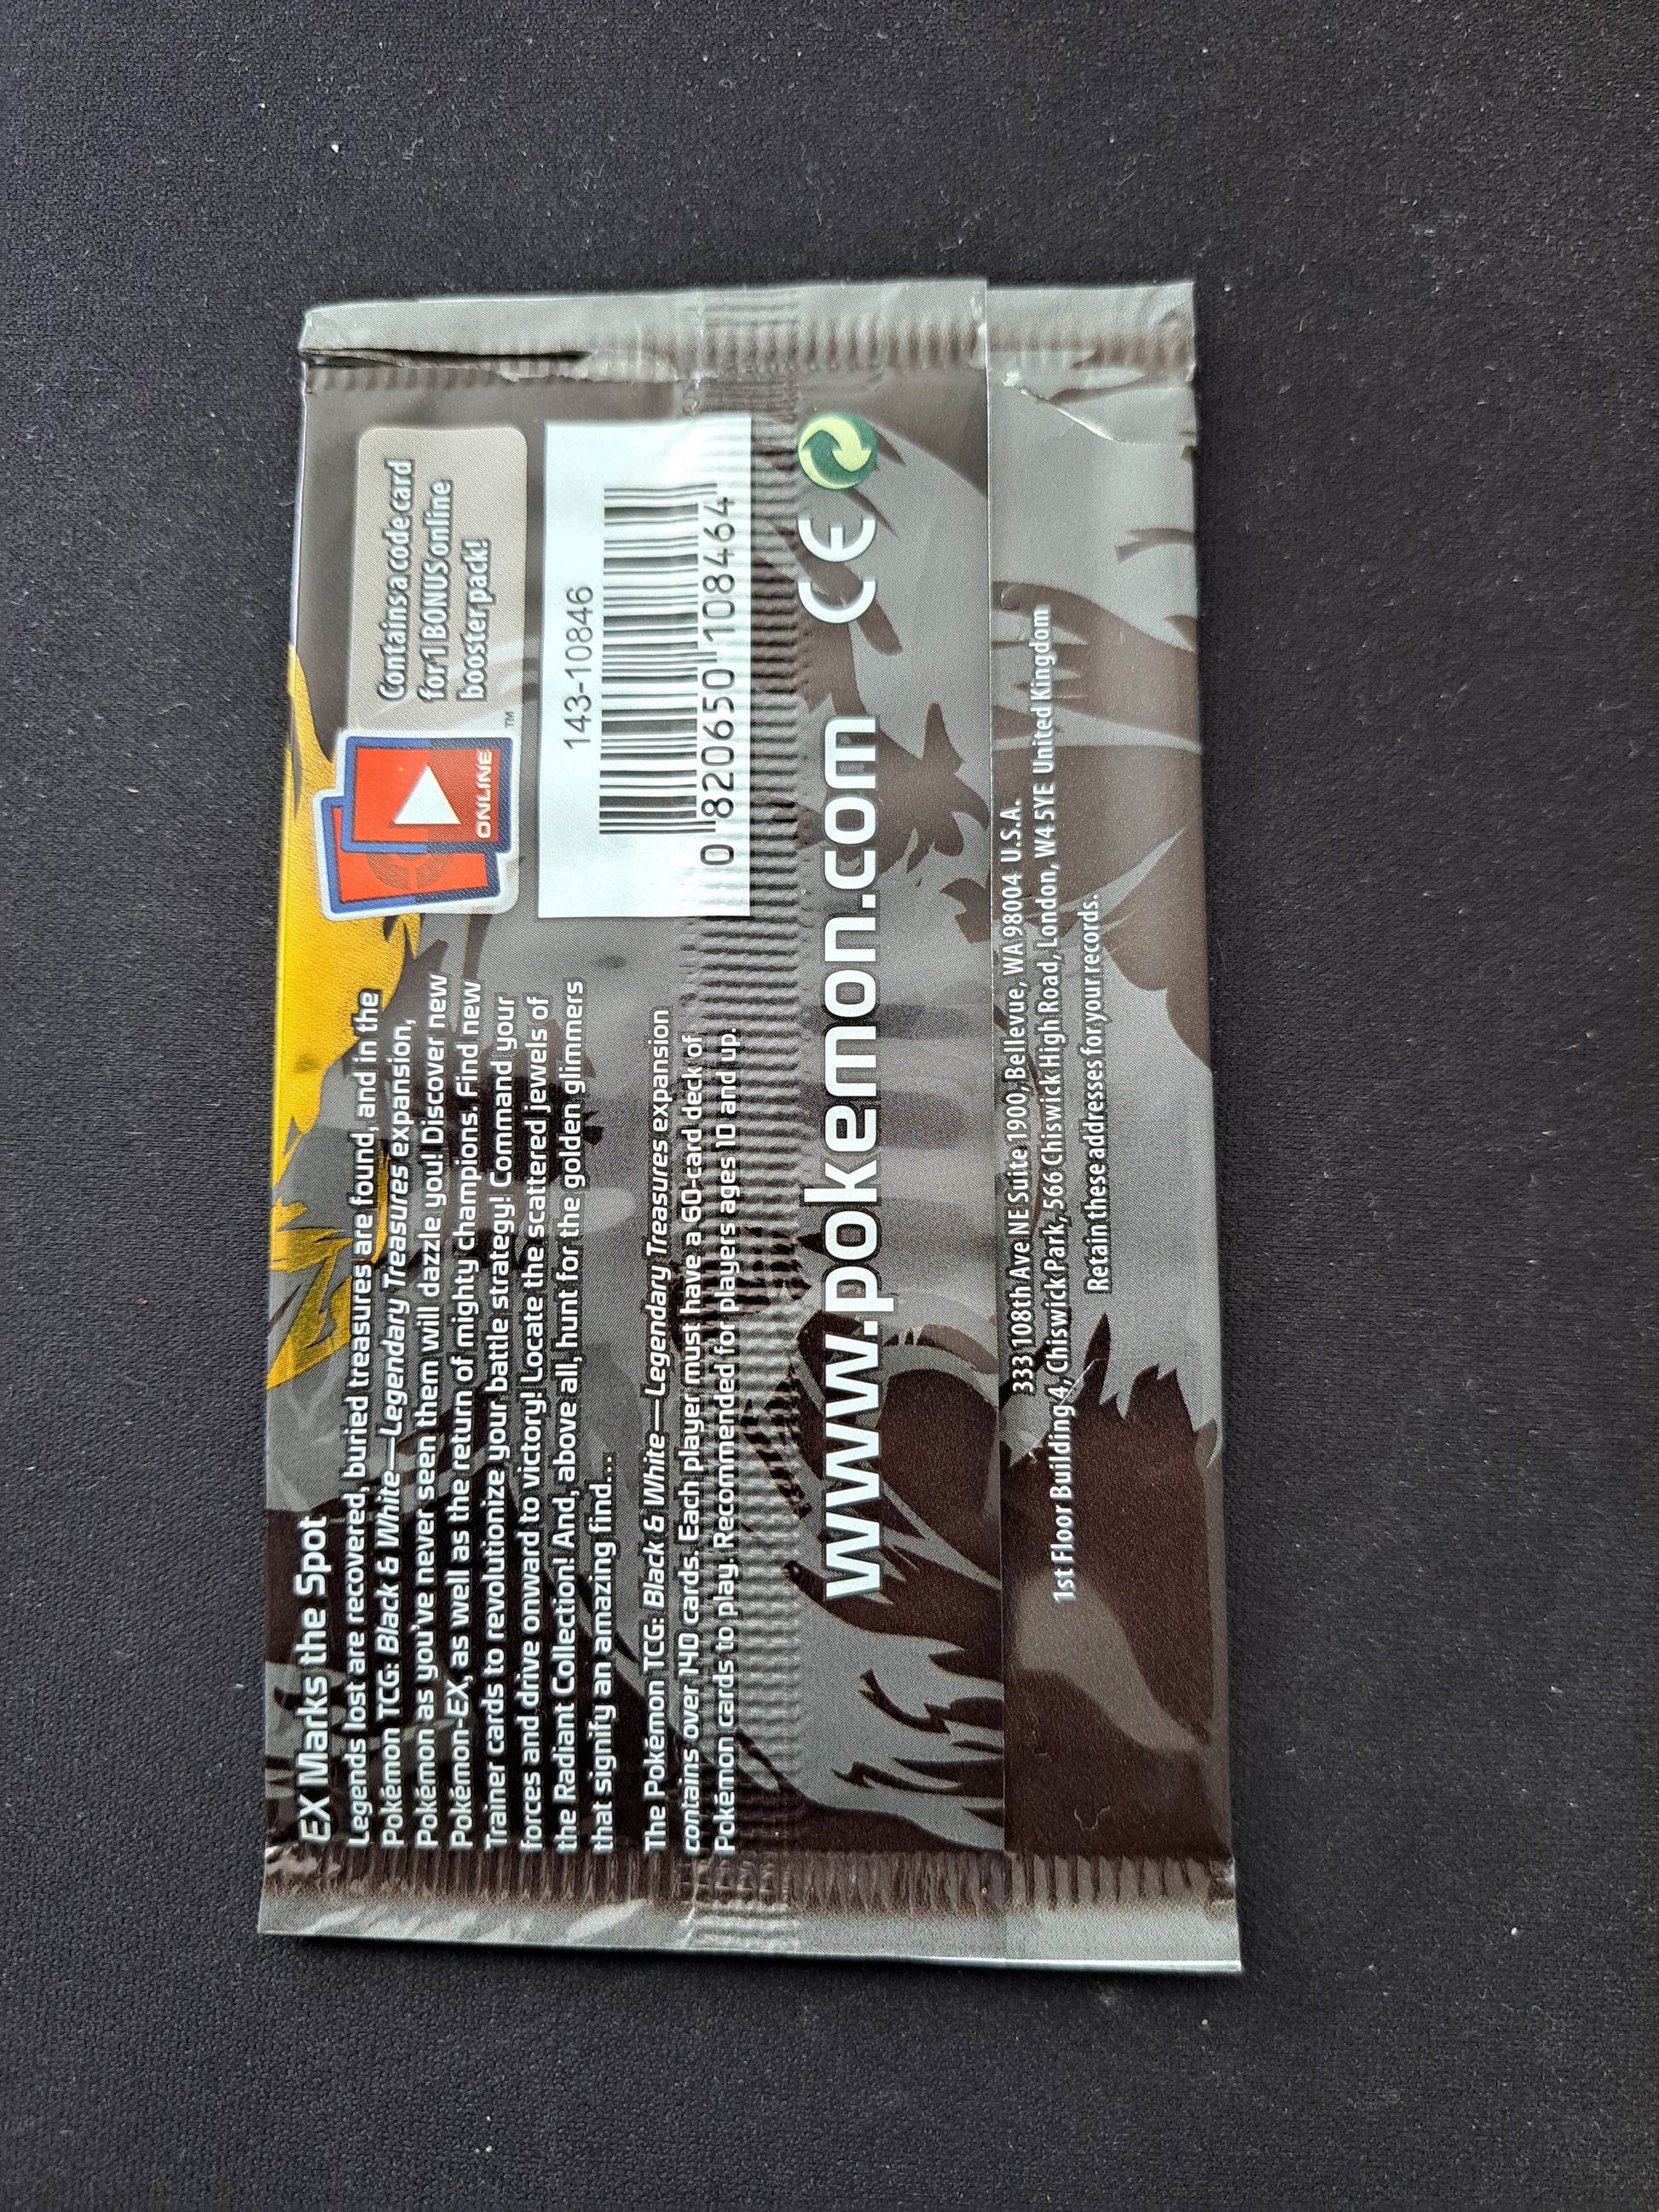 EX Marks the Spot
Legends lost are recovered, buried treasures are found, and in the
Pokémon TCG: Black & White—Legendary Treasures expansion,
Pokémon as you've never seen them will dazzle you! Discover new
Pokémon-EX, as well as the return of mighty champions. Find new
Trainer cards to revolutionize your battle strategy! Command your
forces and drive onward to victory! Locate the scattered jewels of
the Radiant Collection! And, above all, hunt for the golden glimmers
that signify an amazing find...
The Pokémon TCG: Black & White—Legendary Treasures expansion
contains over 140 cards. Each player must have a 60-card deck of
Pokémon cards to play. Recommended for players ages 10 and up.
ONLINE
TM
Contains a code card
for 1 BONUS online
booster pack!
143-10846
0 820650 108464
www.pokemon.com
CE
333 108th Ave NE Suite 1900, Bellevue, WA 98004 U.S.A.
1st Floor Building 4, Chiswick Park, 566 Chiswick High Road, London, W4 5YE United Kingdom
Retain these addresses for your records.